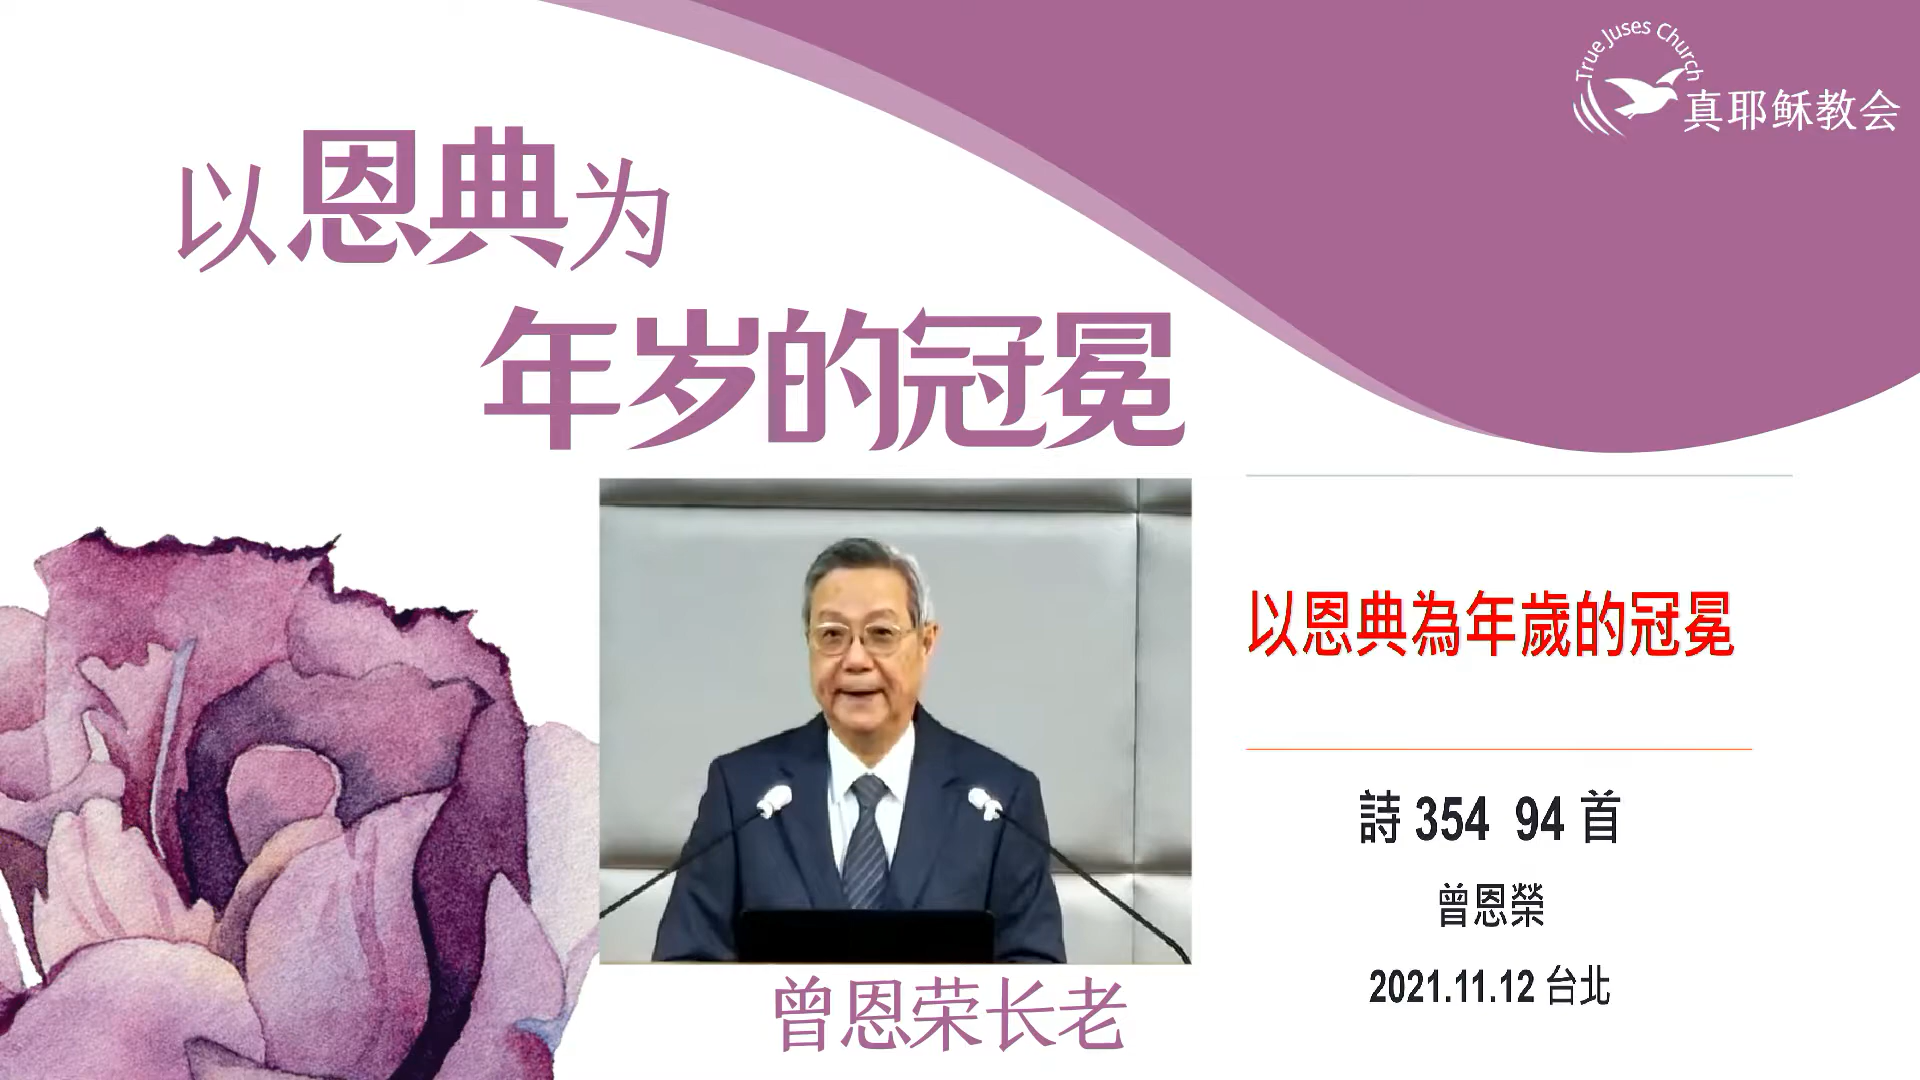 True Juses Church
真耶稣教会
以恩典为
年岁的冠冕
以恩典為年歲的冠冕
詩 354 94 首
曾恩榮
2021.11.12 台北
曾恩荣长老